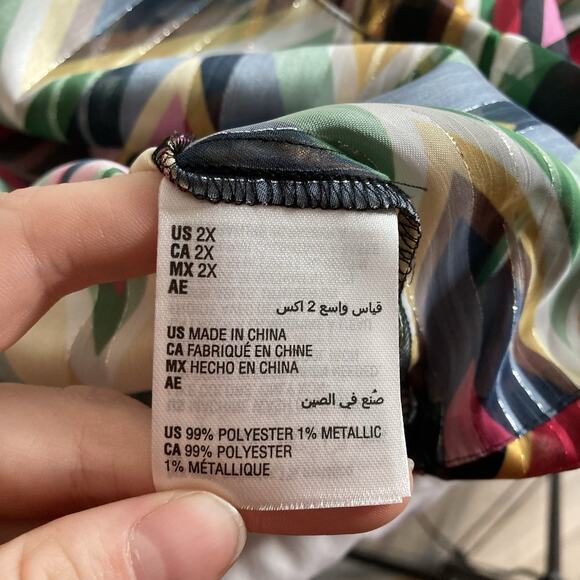 US 2X
CA 2X
MX 2X
AE
قياس واسع 2 اكس
US MADE IN CHINA
CA FABRIQUÉ EN CHINE
MX HECHO EN CHINA
AE
صُنع في الصين
US 99% POLYESTER 1% METALLIC
CA 99% POLYESTER
1% MÉTALLIQUE